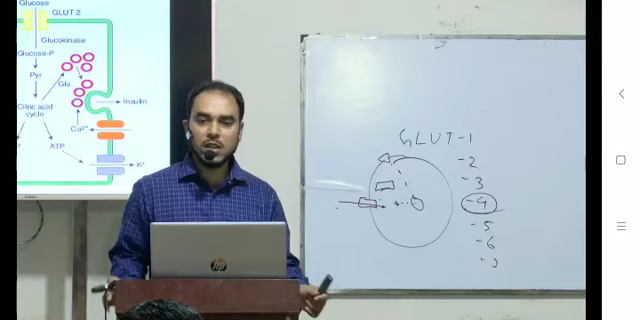 Glucose
GLUT 2
Glucokinase
Glucose-P
Pyr
Glu
Citric acid
cycle
Insulin
Ca²⁺
ATP
K⁺
hp
GLUT-1
-2
-3
-4
-5
-6